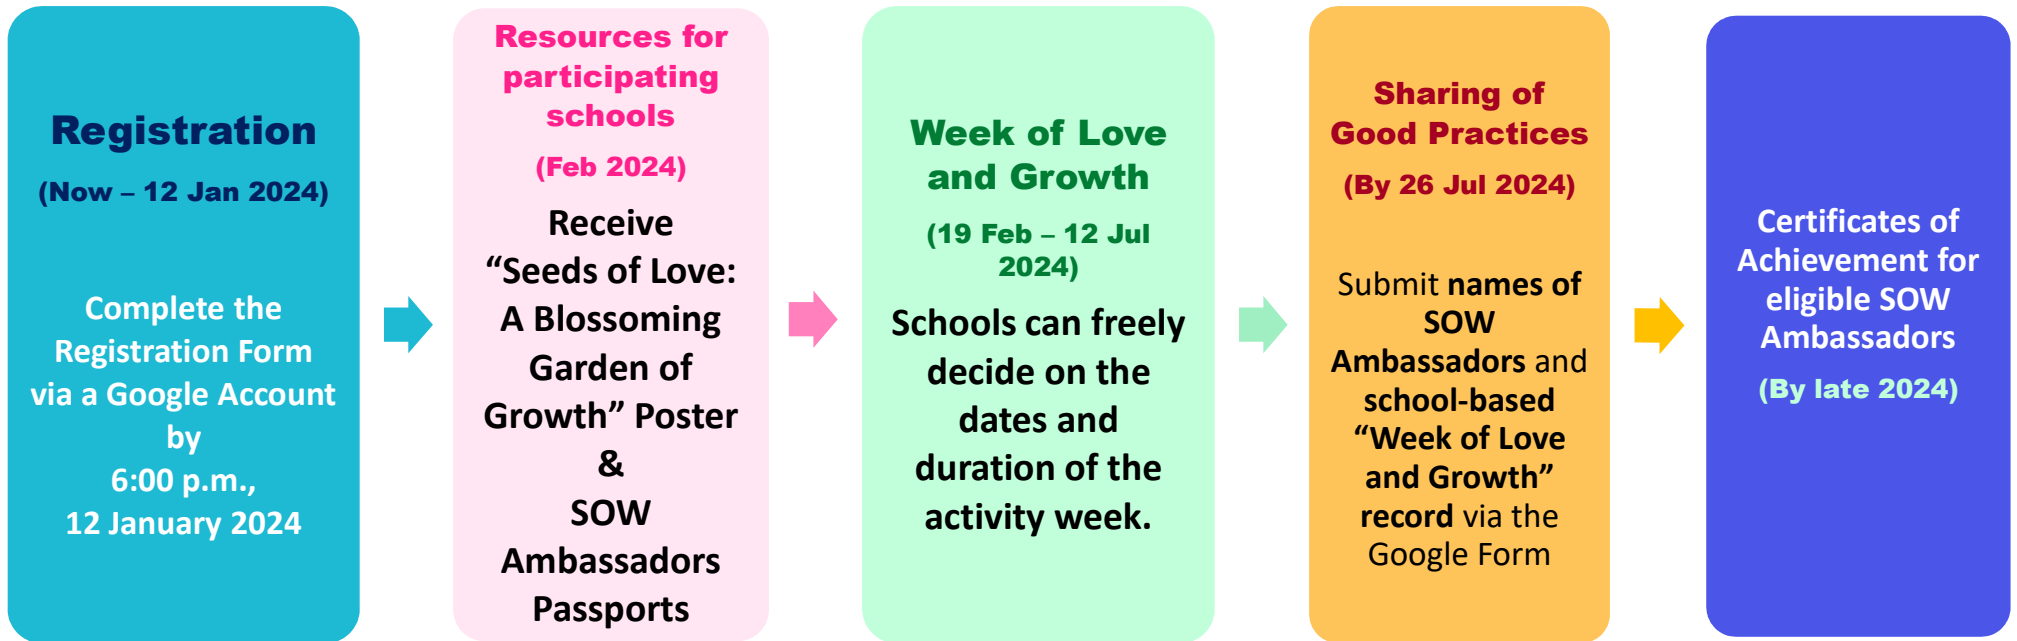 Registration
(Now – 12 Jan 2024)
Complete the
Registration Form
via a Google Account
by
6:00 p.m.,
12 January 2024
Resources for
participating
schools
(Feb 2024)
Receive
“Seeds of Love:
A Blossoming
Garden of
Growth” Poster
&
SOW
Ambassadors
Passports
Week of Love
and Growth
(19 Feb – 12 Jul
2024)
Schools can freely
decide on the
dates and
duration of the
activity week.
Sharing of
Good Practices
(By 26 Jul 2024)
Submit names of
SOW
Ambassadors and
school-based
“Week of Love
and Growth”
record via the
Google Form
Certificates of
Achievement for
eligible SOW
Ambassadors
(By late 2024)